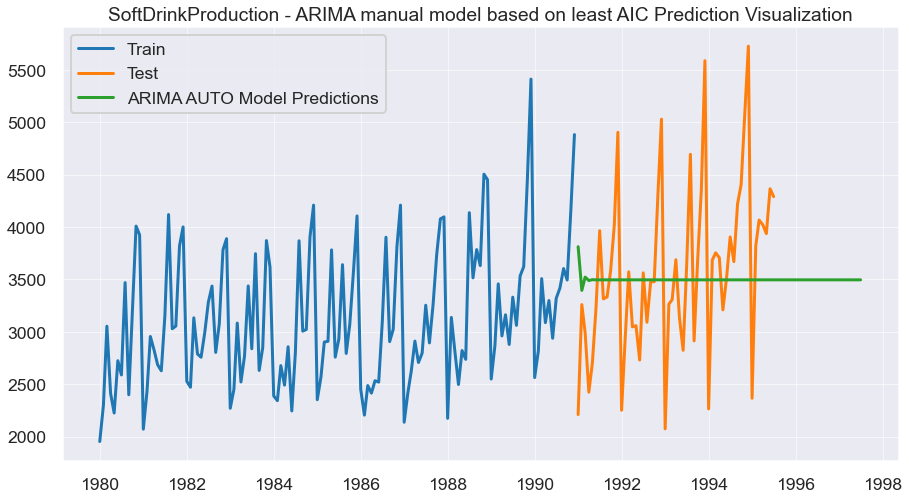 SoftDrinkProduction - ARIMA manual model based on least AIC Prediction Visualization
Train
Test
ARIMA AUTO Model Predictions
5500
5000
4500
4000
3500
3000
2500
2000
1980 1982 1984 1986 1988 1990 1992 1994 1996 1998